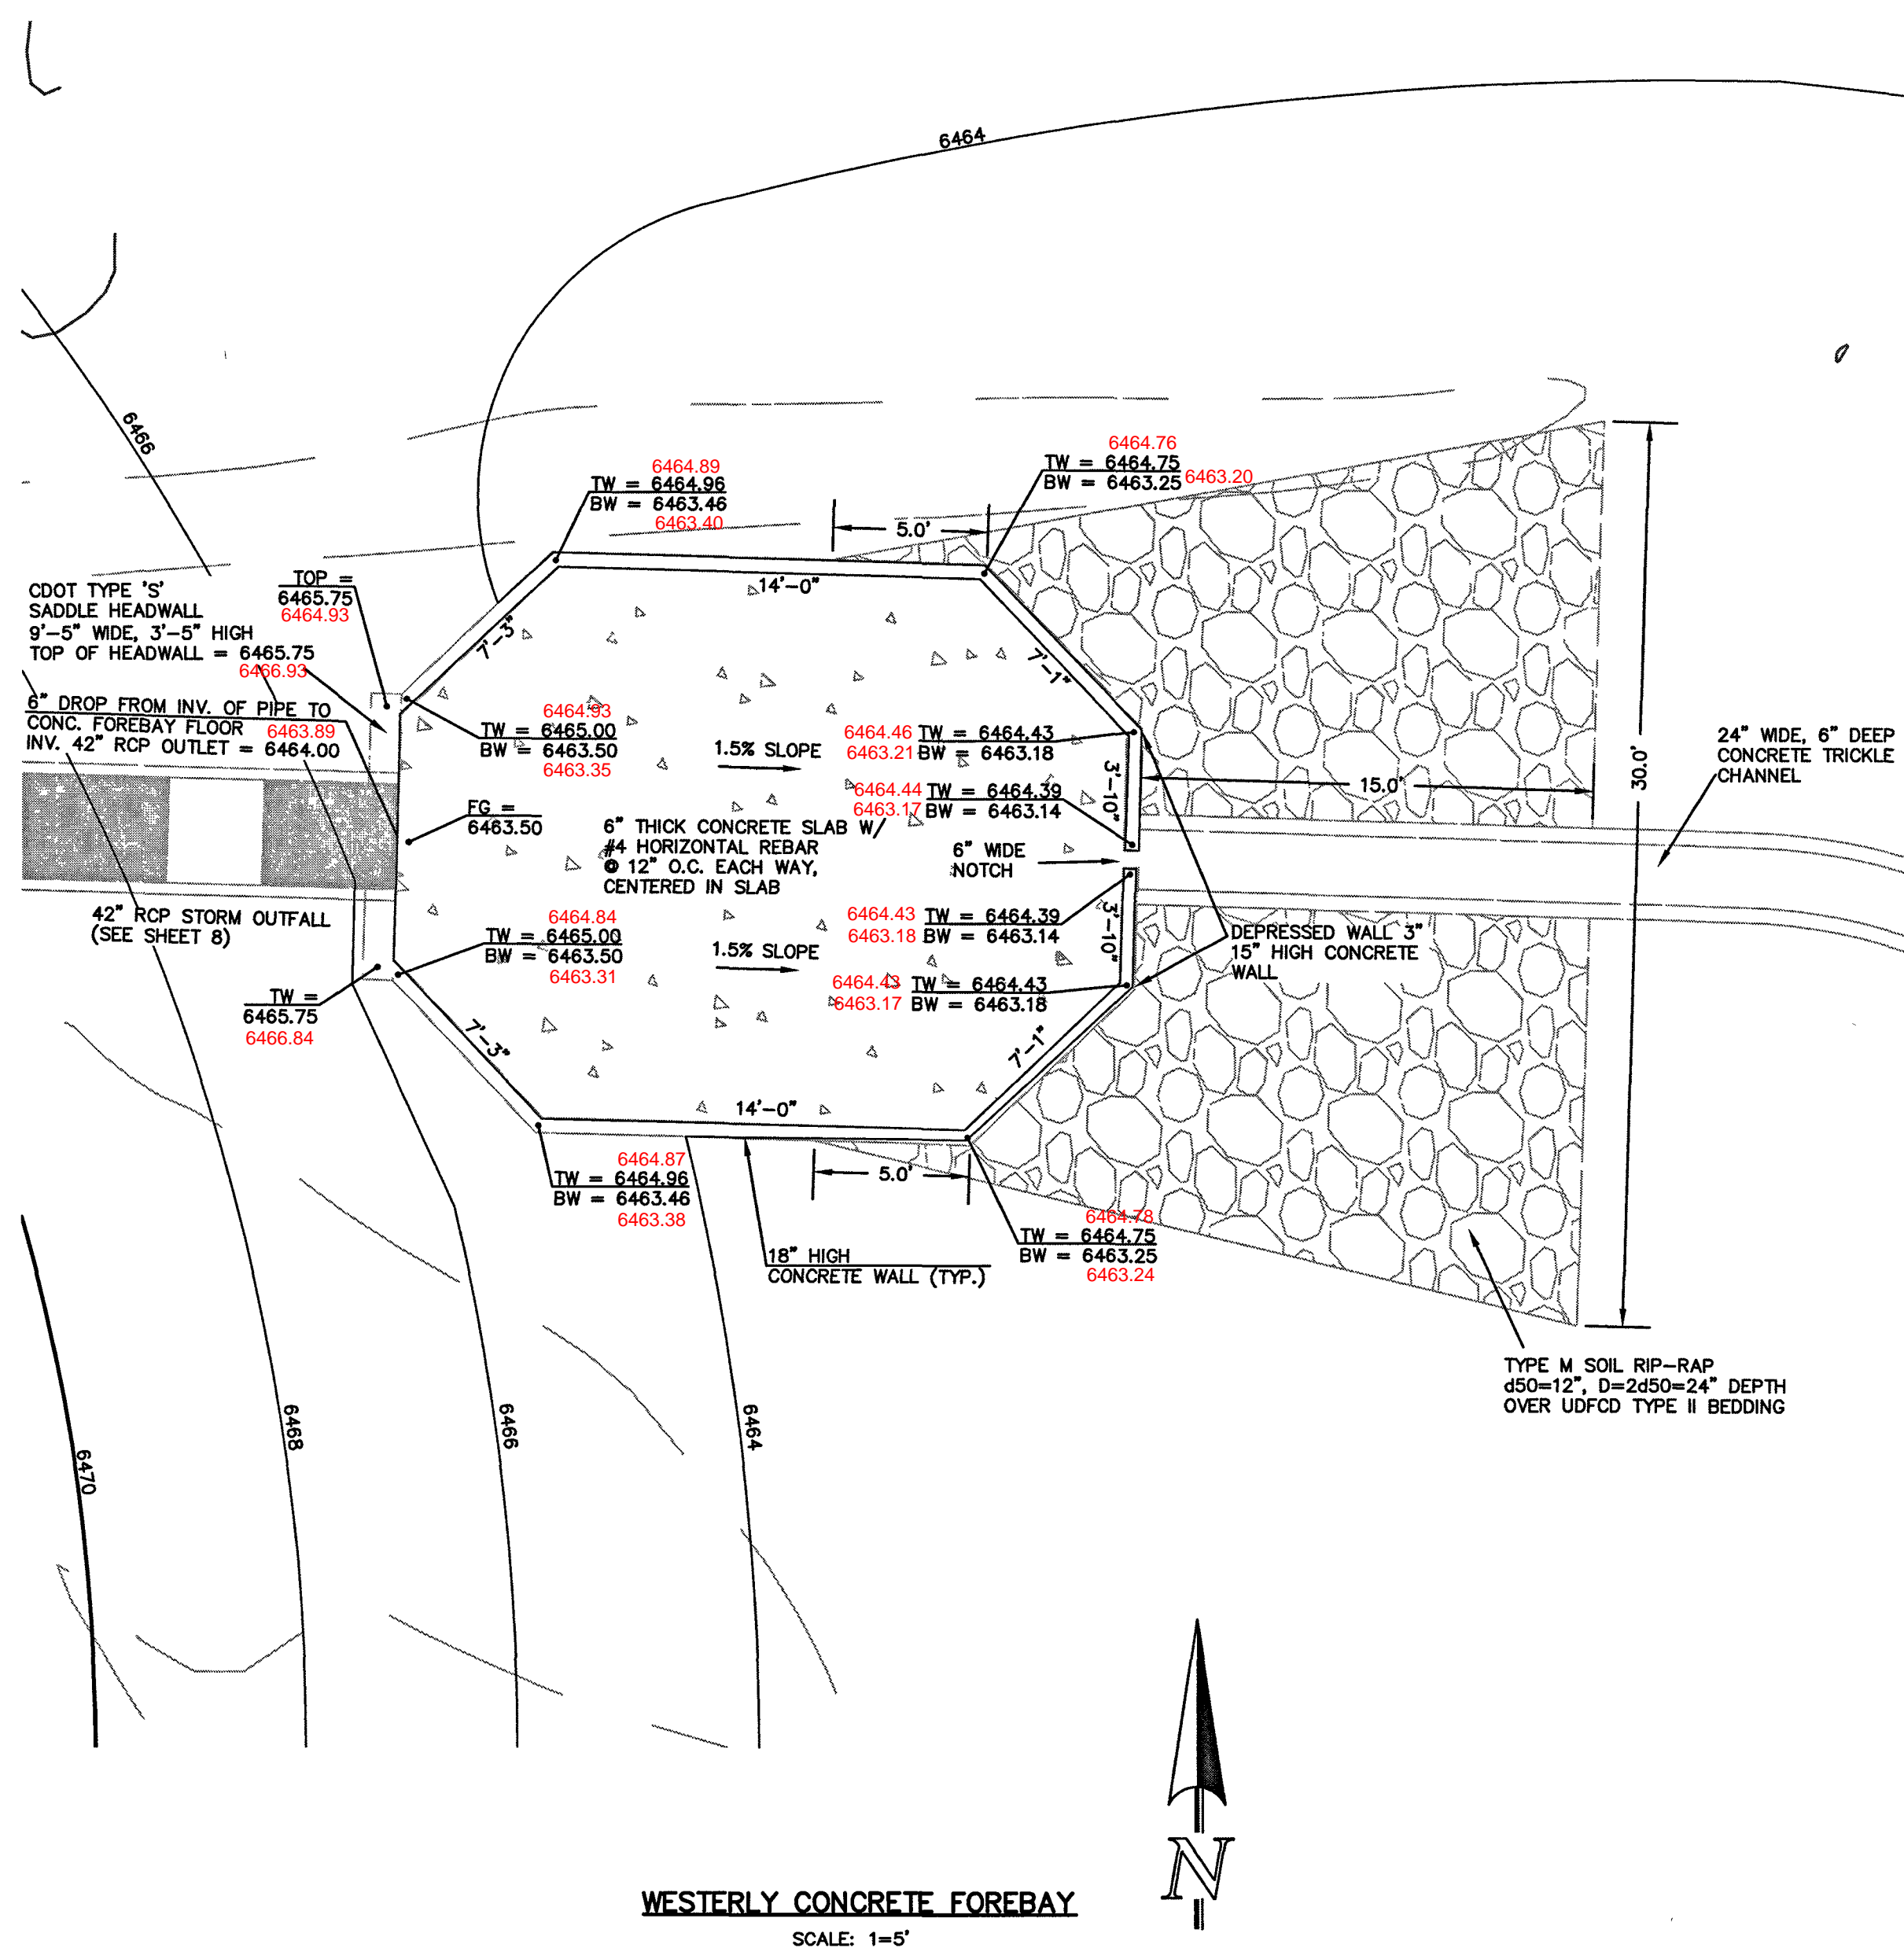 6464
6466
6464.89
TW = 6464.96
BW = 6463.46
6463.40
6464.76
TW = 6464.75
BW = 6463.25
6463.20
5.0'
14'-0"
7'-3"
7'-1"
TOP =
6465.75
6464.93
CDOT TYPE 'S'
SADDLE HEADWALL
9'-5" WIDE, 3'-5" HIGH
TOP OF HEADWALL = 6465.75
6466.93
6" DROP FROM INV. OF PIPE TO
CONC. FOREBAY FLOOR
6463.89
INV. 42" RCP OUTLET = 6464.00
6464.93
TW = 6465.00
BW = 6463.50
6463.35
1.5% SLOPE
6464.46 TW = 6464.43
6463.21 BW = 6463.18
6464.44 TW = 6464.39
6463.17 BW = 6463.14
3'-10"
15.0'
30.0'
24" WIDE, 6" DEEP
CONCRETE TRICKLE
CHANNEL
FG =
6463.50
6" THICK CONCRETE SLAB W/
#4 HORIZONTAL REBAR
@ 12" O.C. EACH WAY,
CENTERED IN SLAB
6" WIDE
NOTCH
42" RCP STORM OUTFALL
(SEE SHEET 8)
6464.84
TW = 6465.00
BW = 6463.50
6463.31
1.5% SLOPE
6464.43 TW = 6464.39
6463.18 BW = 6463.14
3'-10"
6464.43 TW = 6464.43
6463.17 BW = 6463.18
DEPRESSED WALL 3"
15" HIGH CONCRETE
WALL
TW =
6465.75
6466.84
7'-3"
7'-1"
14'-0"
5.0'
6464.87
TW = 6464.96
BW = 6463.46
6463.38
18" HIGH
CONCRETE WALL (TYP.)
6464.78
TW = 6464.75
BW = 6463.25
6463.24
TYPE M SOIL RIP-RAP
d50=12", D=2d50=24" DEPTH
OVER UDFCD TYPE II BEDDING
6470
6468
6466
6464
N
WESTERLY CONCRETE FOREBAY
SCALE: 1=5'